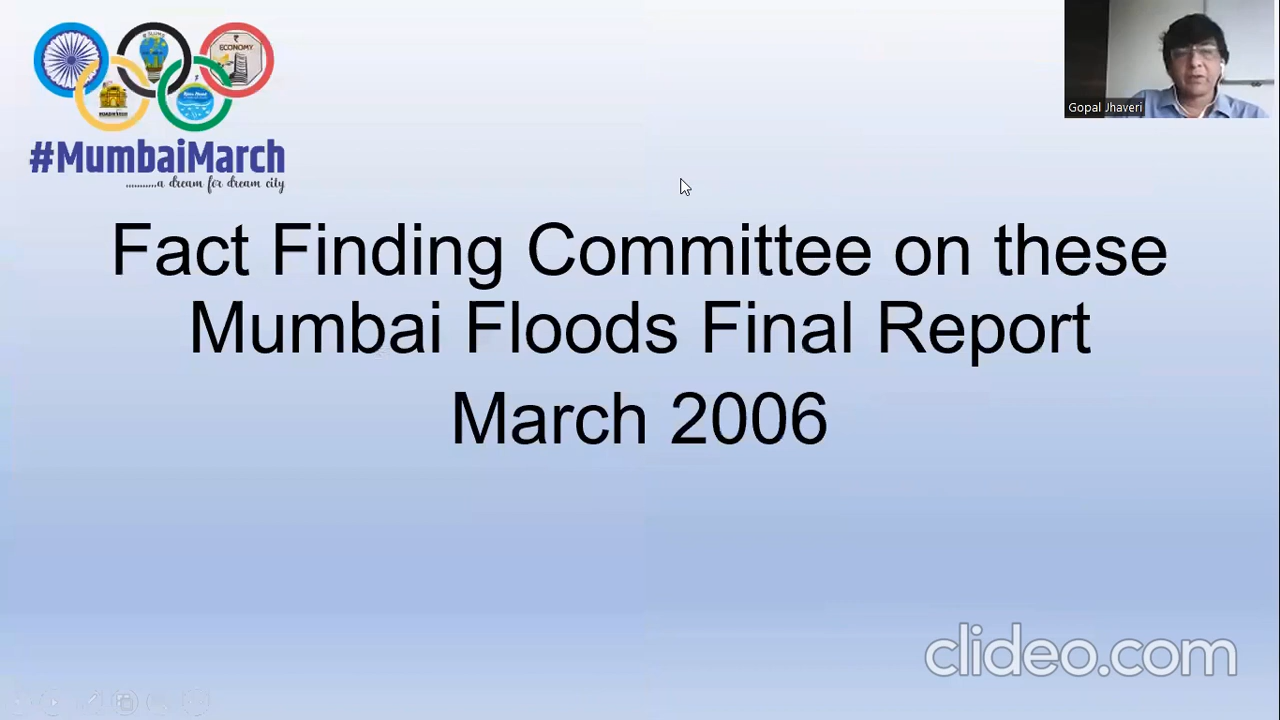 ECONOMY
#MumbaiMarch
...........a dream for dream city
Gopal Jhaveri
Fact Finding Committee on these
Mumbai Floods Final Report
March 2006
clideo.com